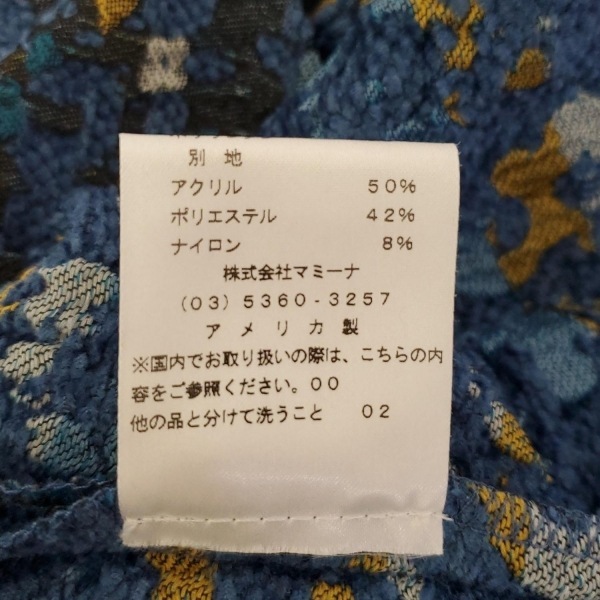 別 地
アクリル 50%
ポリエステル 42%
ナイロン 8%
株式会社マミーナ
(03)5360-3257
アメリカ製
※国内でお取り扱いの際は、こちらの内
容をご参照ください。00
他の品と分けて洗うこと 02